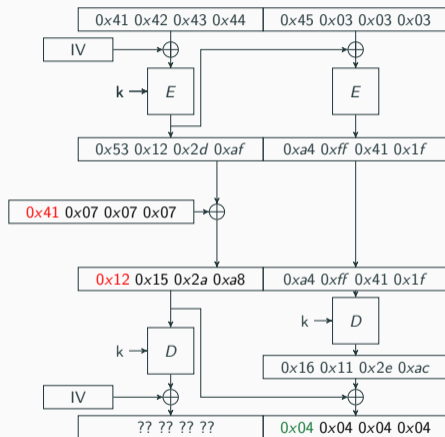 0x41 0x42 0x43 0x44 0x45 0x03 0x03 0x03
IV
k E E
0x53 0x12 0x2d 0xaf 0xa4 0xff 0x41 0x1f
0x41 0x07 0x07 0x07
0x12 0x15 0x2a 0xa8 0xa4 0xff 0x41 0x1f
k D
k D
0x16 0x11 0x2e 0xac
IV
?? ?? ?? ?? 0x04 0x04 0x04 0x04